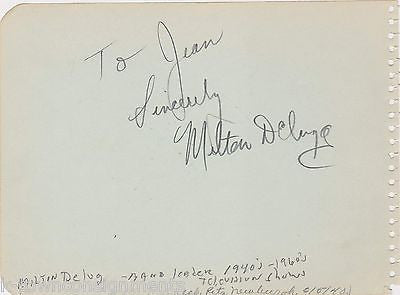 To Jean
Sincerely
Milton DeLugg
MILTON DeLug - BAND leader 1940's - 1960's
TELEVISION Shows